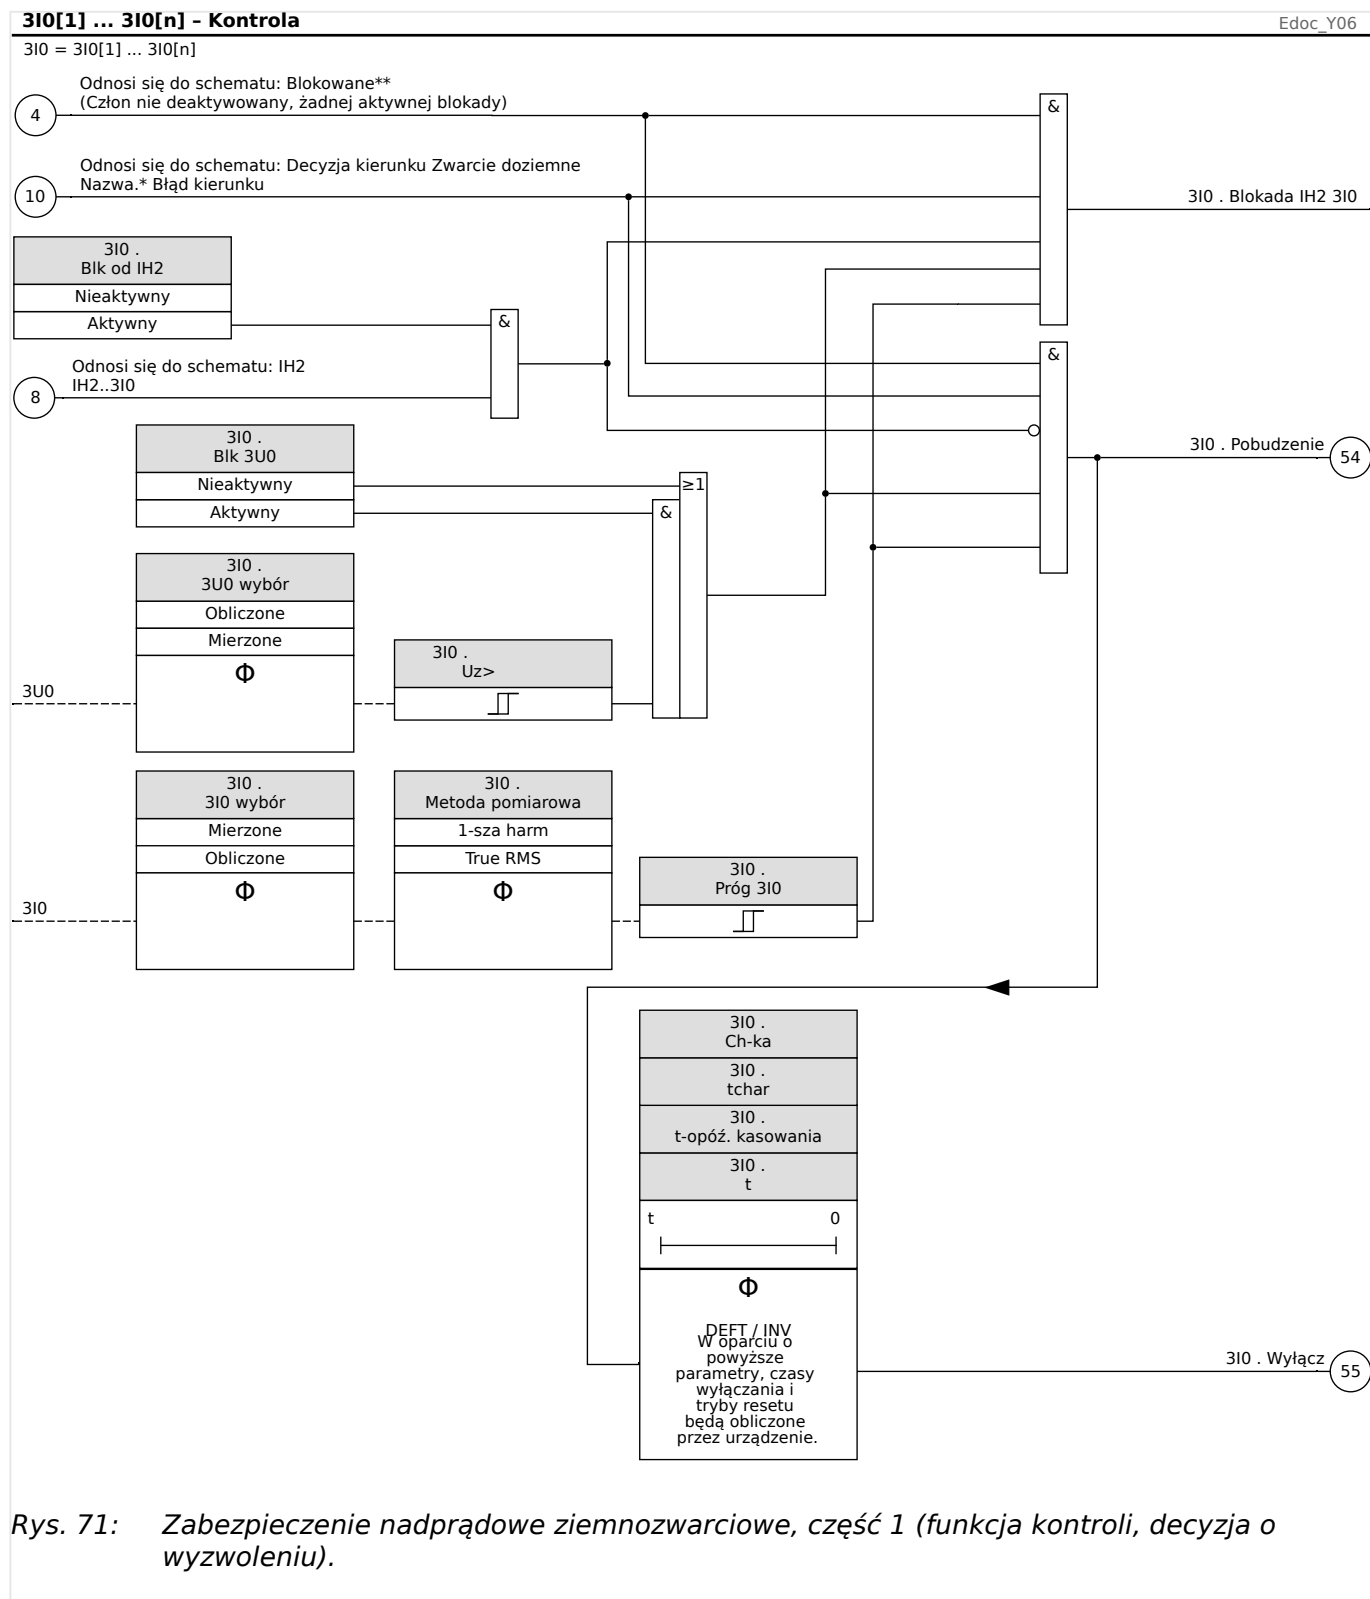 3I0[1] ... 3I0[n] – Kontrola
Edoc_Y06
3I0 = 3I0[1] ... 3I0[n]
Odnosi się do schematu: Blokowane**
(Człon nie deaktywowany, żadnej aktywnej blokady)
4
&
Odnosi się do schematu: Decyzja kierunku Zwarcie doziemne
Nazwa.* Błąd kierunku
10
3I0 . Blokada IH2 3I0
3I0 .
Blk od IH2
Nieaktywny
Aktywny
&
Odnosi się do schematu: IH2
IH2..3I0
8
&
3I0 .
Blk 3U0
Nieaktywny
Aktywny
≥1
&
3I0 . Pobudzenie
54
3I0 .
3U0 wybór
Obliczone
Mierzone
Φ
3U0
3I0 .
Uz>
3I0 .
3I0 wybór
Mierzone
Obliczone
Φ
3I0
3I0 .
Metoda pomiarowa
1-sza harm
True RMS
Φ
3I0 .
Próg 3I0
3I0 .
Ch-ka
3I0 .
tchar
3I0 .
t-opóź. kasowania
3I0 .
t
t 0
Φ
DEFT / INV
W oparciu o
powyższe
parametry, czasy
wyłączania i
tryby resetu
będą obliczone
przez urządzenie.
3I0 . Wyłącz
55
Rys. 71: Zabezpieczenie nadprądowe ziemnozwarciowe, część 1 (funkcja kontroli, decyzja o
wyzwoleniu).